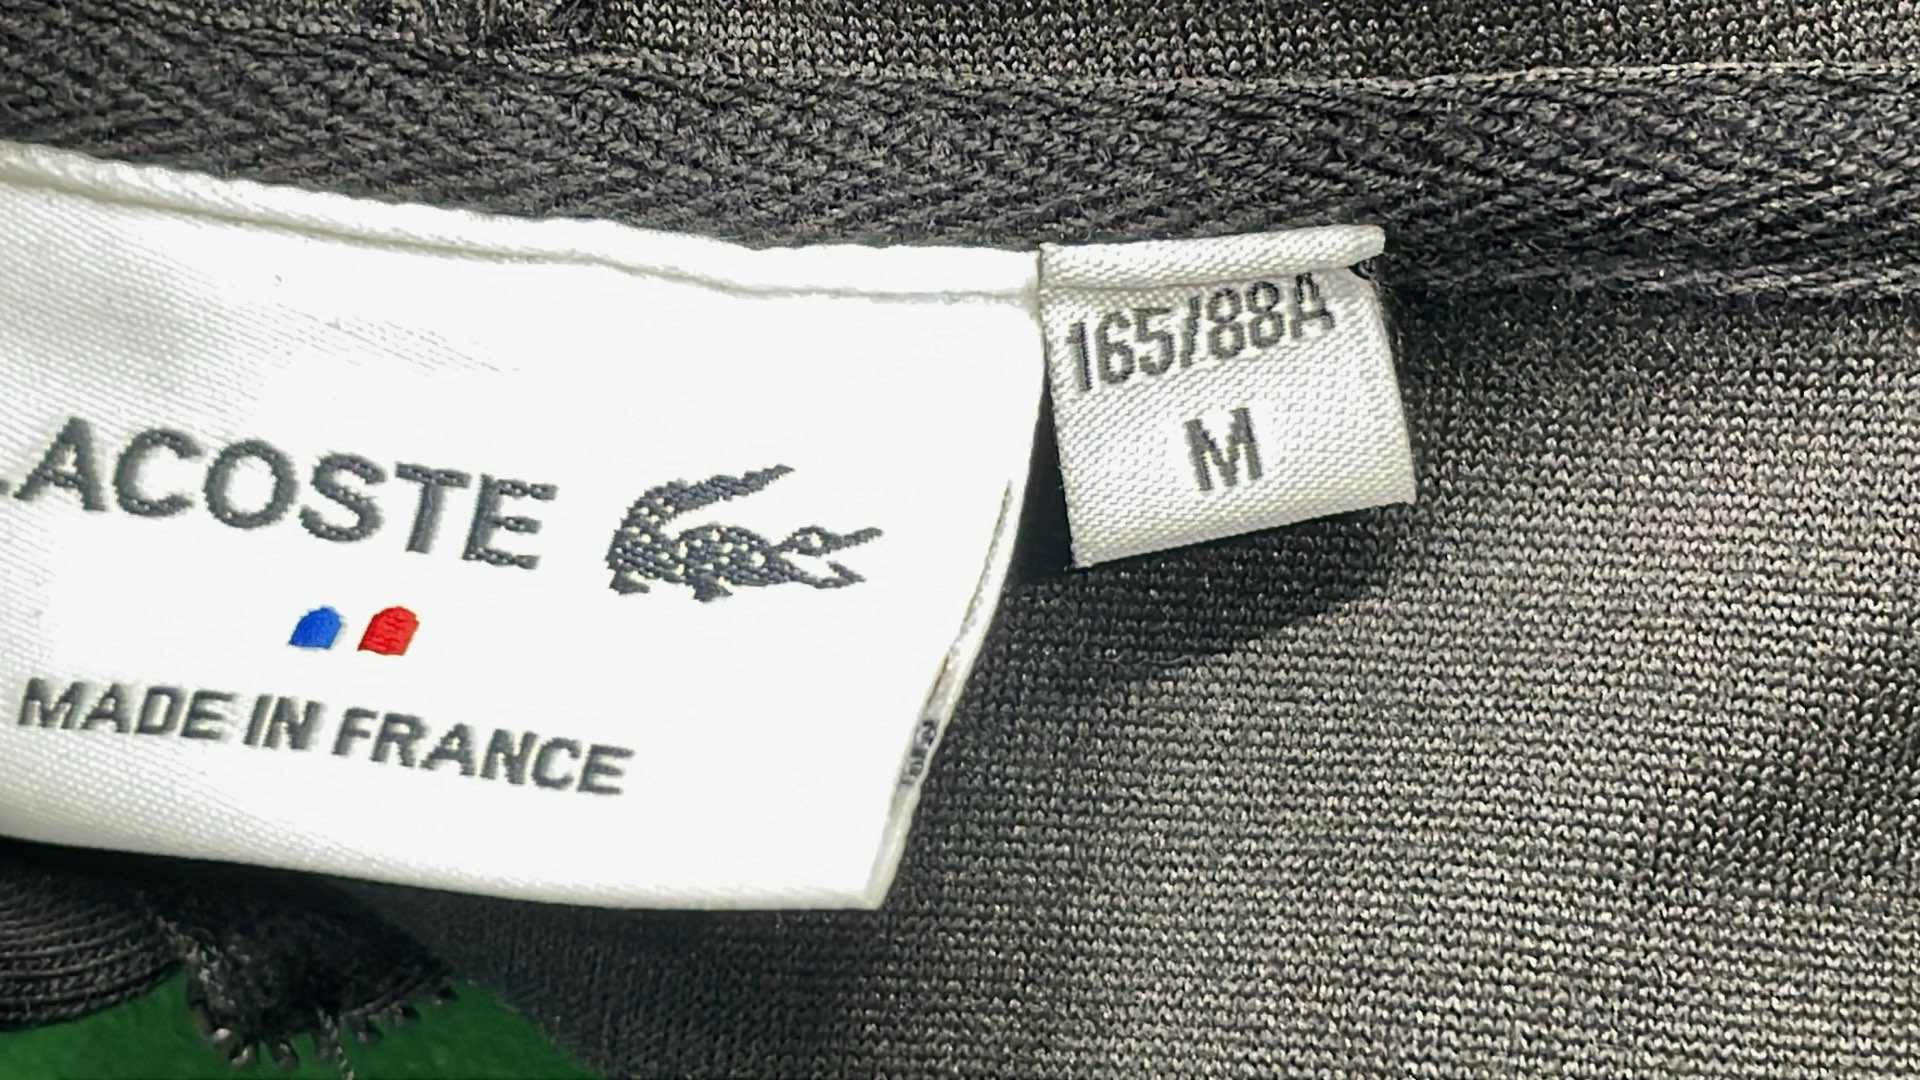 LACOSTE
MADE IN FRANCE
165/88A
M